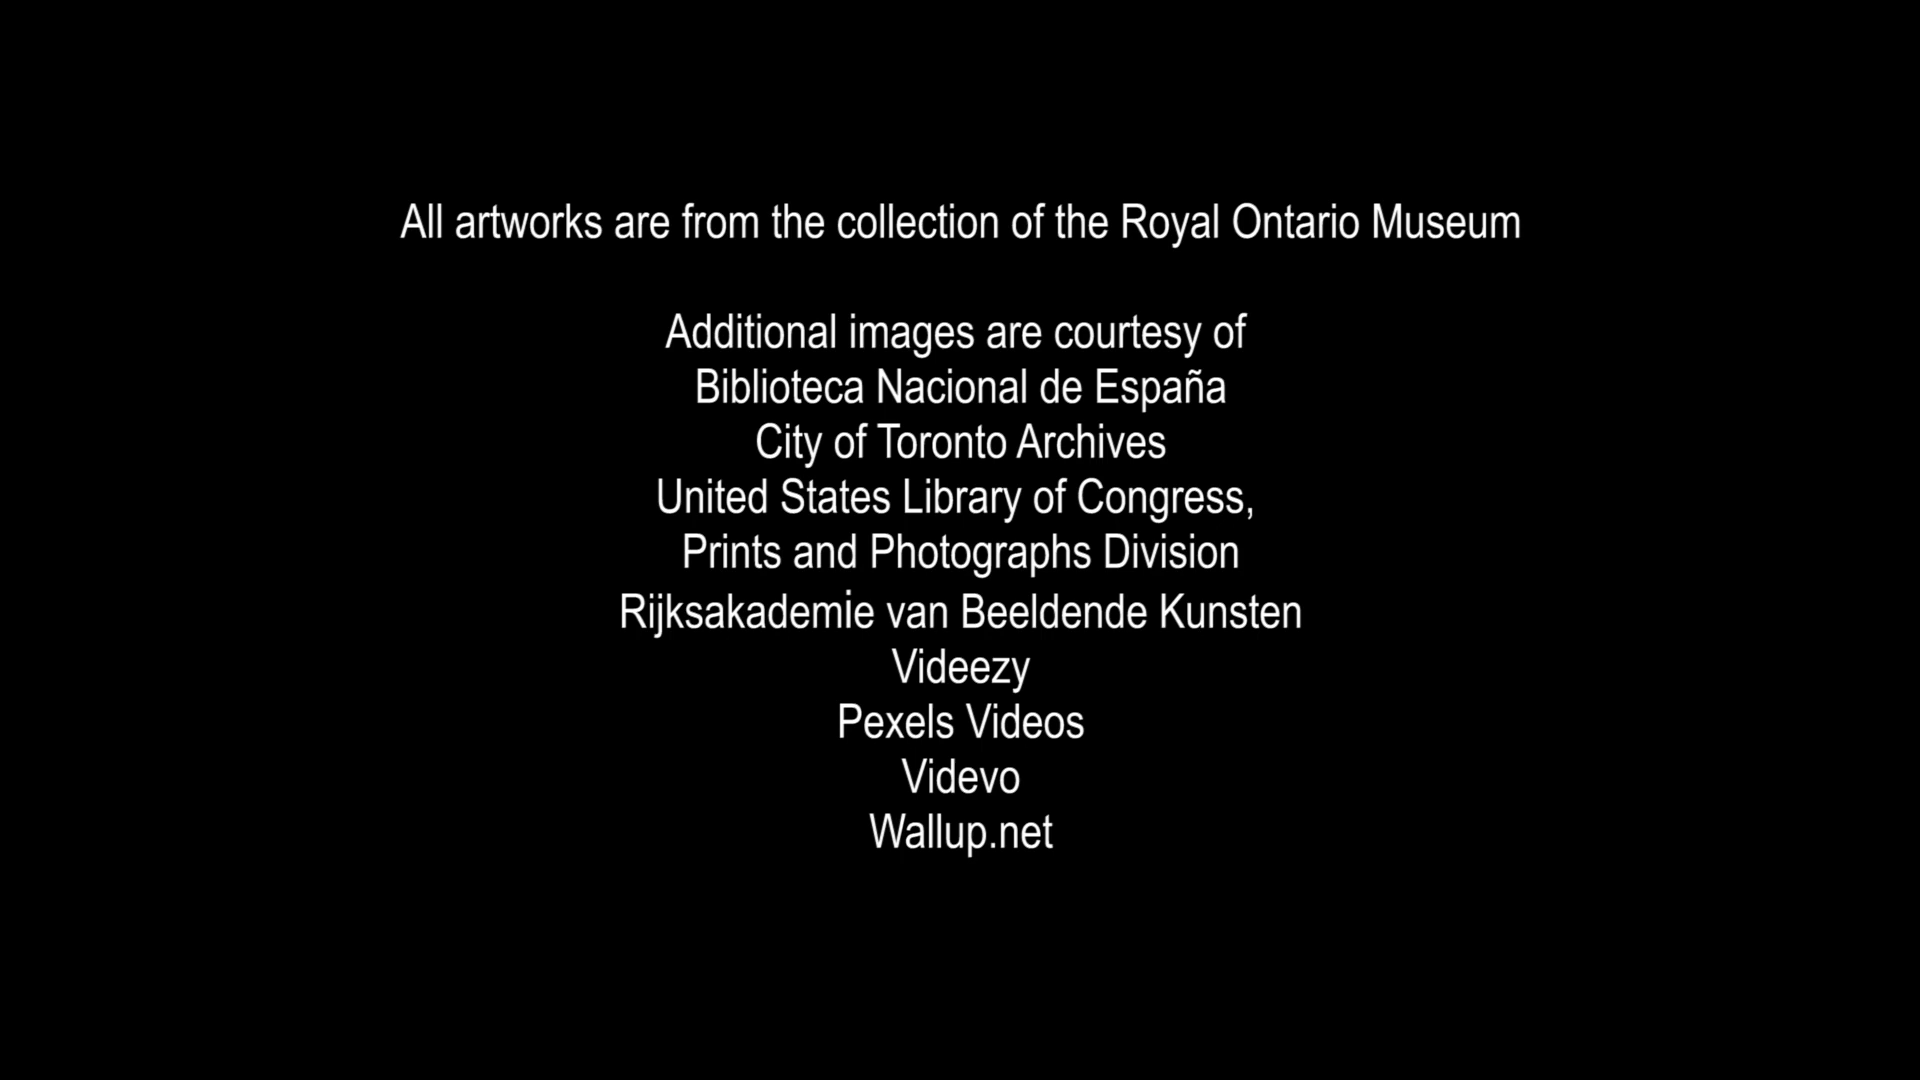 All artworks are from the collection of the Royal Ontario Museum
Additional images are courtesy of
Biblioteca Nacional de España
City of Toronto Archives
United States Library of Congress,
Prints and Photographs Division
Rijksakademie van Beeldende Kunsten
Videezy
Pexels Videos
Videvo
Wallup.net